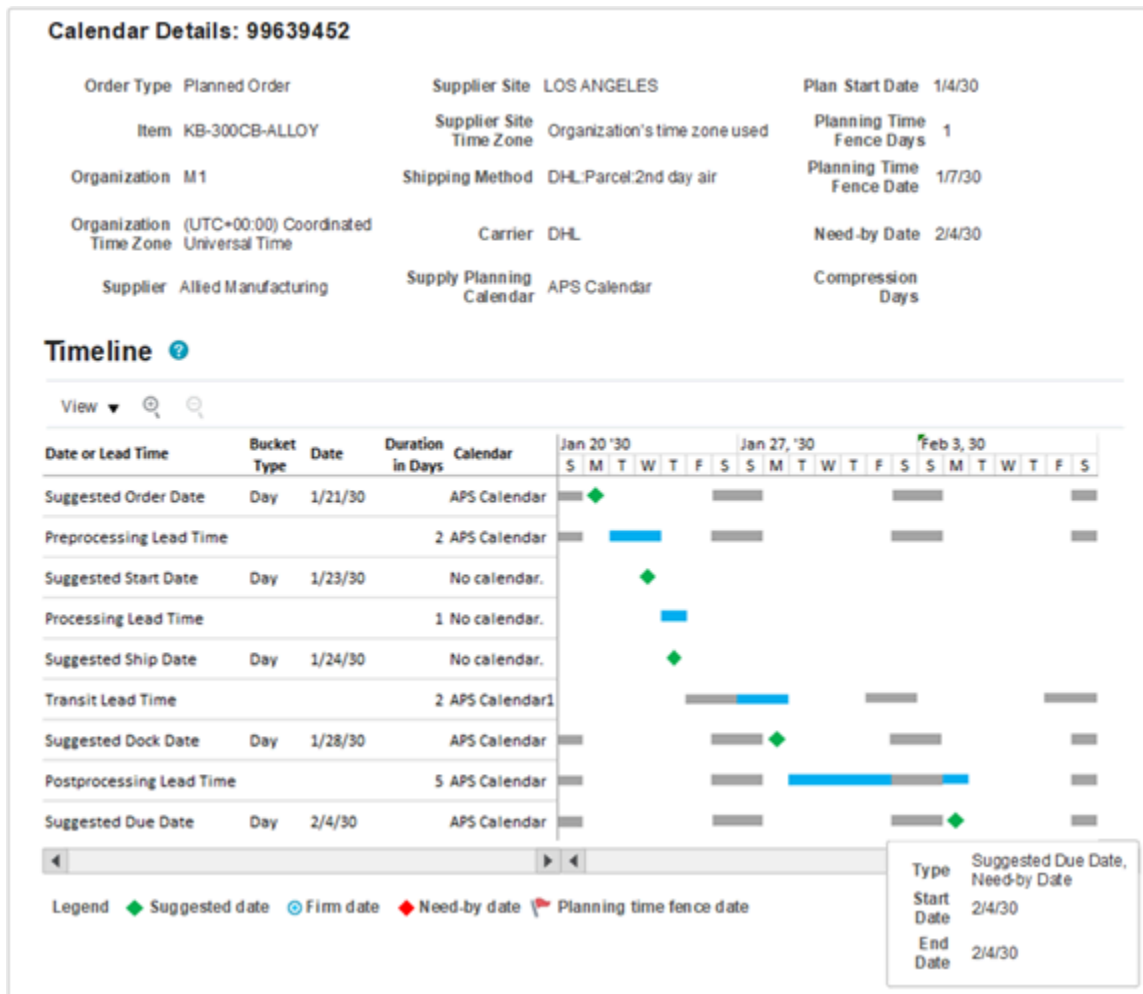 Calendar Details: 99639452
Order Type Planned Order Supplier Site LOS ANGELES Plan Start Date 1/4/30
Item KB-300CB-ALLOY Supplier Site Time Zone Organization's time zone used Planning Time Fence Days 1
Organization M1 Shipping Method DHL:Parcel:2nd day air Planning Time Fence Date 1/7/30
Organization Time Zone (UTC+00:00) Coordinated Universal Time Carrier DHL Need-by Date 2/4/30
Supplier Allied Manufacturing Supply Planning Calendar APS Calendar Compression Days
Timeline ?
View
Date or Lead Time Bucket Type Date Duration in Days Calendar Jan 20 '30 Jan 27, '30 Feb 3, 30
S M T W T F S S M T W T F S S M T W T F S
Suggested Order Date Day 1/21/30 APS Calendar
Preprocessing Lead Time 2 APS Calendar
Suggested Start Date Day 1/23/30 No calendar.
Processing Lead Time 1 No calendar.
Suggested Ship Date Day 1/24/30 No calendar.
Transit Lead Time 2 APS Calendar1
Suggested Dock Date Day 1/28/30 APS Calendar
Postprocessing Lead Time 5 APS Calendar
Suggested Due Date Day 2/4/30 APS Calendar
Legend Suggested date Firm date Need-by date Planning time fence date
Type Suggested Due Date, Need-by Date
Start Date 2/4/30
End Date 2/4/30